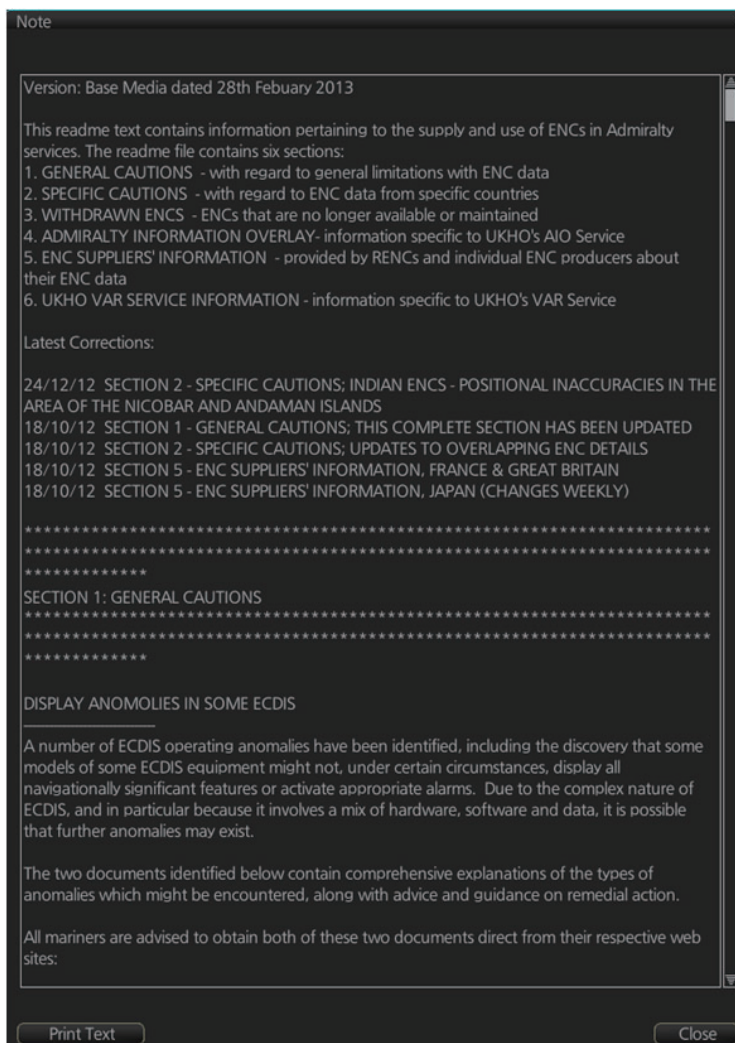 Note
Version: Base Media dated 28th Febuary 2013
This readme text contains information pertaining to the supply and use of ENCs in Admiralty
services. The readme file contains six sections:
1. GENERAL CAUTIONS - with regard to general limitations with ENC data
2. SPECIFIC CAUTIONS - with regard to ENC data from specific countries
3. WITHDRAWN ENCS - ENCs that are no longer available or maintained
4. ADMIRALTY INFORMATION OVERLAY- information specific to UKHO's AIO Service
5. ENC SUPPLIERS' INFORMATION - provided by RENCs and individual ENC producers about
their ENC data
6. UKHO VAR SERVICE INFORMATION - information specific to UKHO's VAR Service
Latest Corrections:
24/12/12 SECTION 2 - SPECIFIC CAUTIONS; INDIAN ENCS - POSITIONAL INACCURACIES IN THE
AREA OF THE NICOBAR AND ANDAMAN ISLANDS
18/10/12 SECTION 1 - GENERAL CAUTIONS; THIS COMPLETE SECTION HAS BEEN UPDATED
18/10/12 SECTION 2 - SPECIFIC CAUTIONS; UPDATES TO OVERLAPPING ENC DETAILS
18/10/12 SECTION 5 - ENC SUPPLIERS' INFORMATION, FRANCE & GREAT BRITAIN
18/10/12 SECTION 5 - ENC SUPPLIERS' INFORMATION, JAPAN (CHANGES WEEKLY)
*************************************************************************
*************************************************************************
*************
SECTION 1: GENERAL CAUTIONS
*************************************************************************
*************************************************************************
*************
DISPLAY ANOMOLIES IN SOME ECDIS
A number of ECDIS operating anomalies have been identified, including the discovery that some
models of some ECDIS equipment might not, under certain circumstances, display all
navigationally significant features or activate appropriate alarms. Due to the complex nature of
ECDIS, and in particular because it involves a mix of hardware, software and data, it is possible
that further anomalies may exist.
The two documents identified below contain comprehensive explanations of the types of
anomalies which might be encountered, along with advice and guidance on remedial action.
All mariners are advised to obtain both of these two documents direct from their respective web
sites:
Print Text
Close